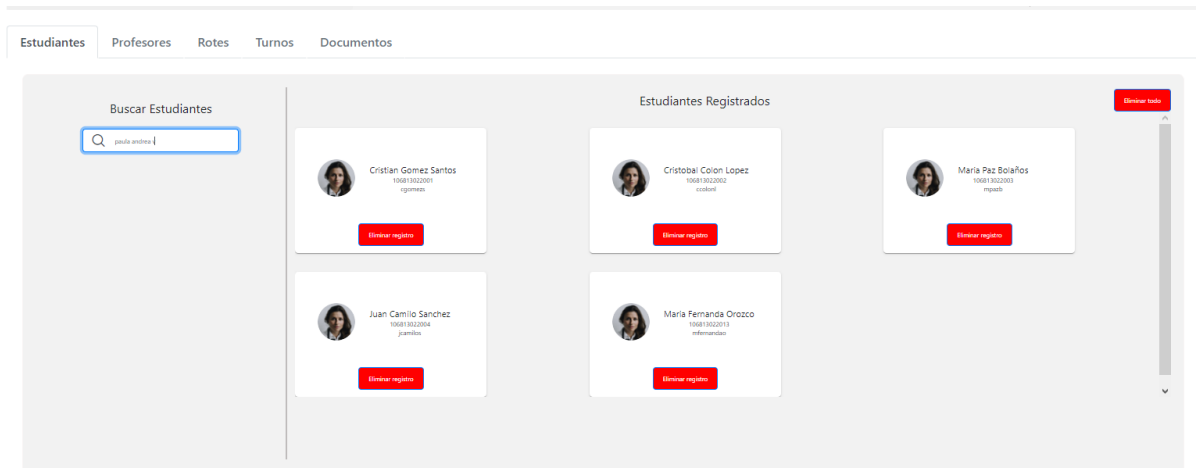 Estudiantes Profesores Rotes Turnos Documentos
Buscar Estudiantes
paula andrea
Estudiantes Registrados
Eliminar todo
Cristian Gomez Santos
106813022001
cgomezs
Eliminar registro
Cristobal Colon Lopez
106813022002
ccolonl
Eliminar registro
Maria Paz Bolaños
106813022003
mpazb
Eliminar registro
Juan Camilo Sanchez
106813022004
jcamilos
Eliminar registro
Maria Fernanda Orozco
106813022013
mfernandao
Eliminar registro